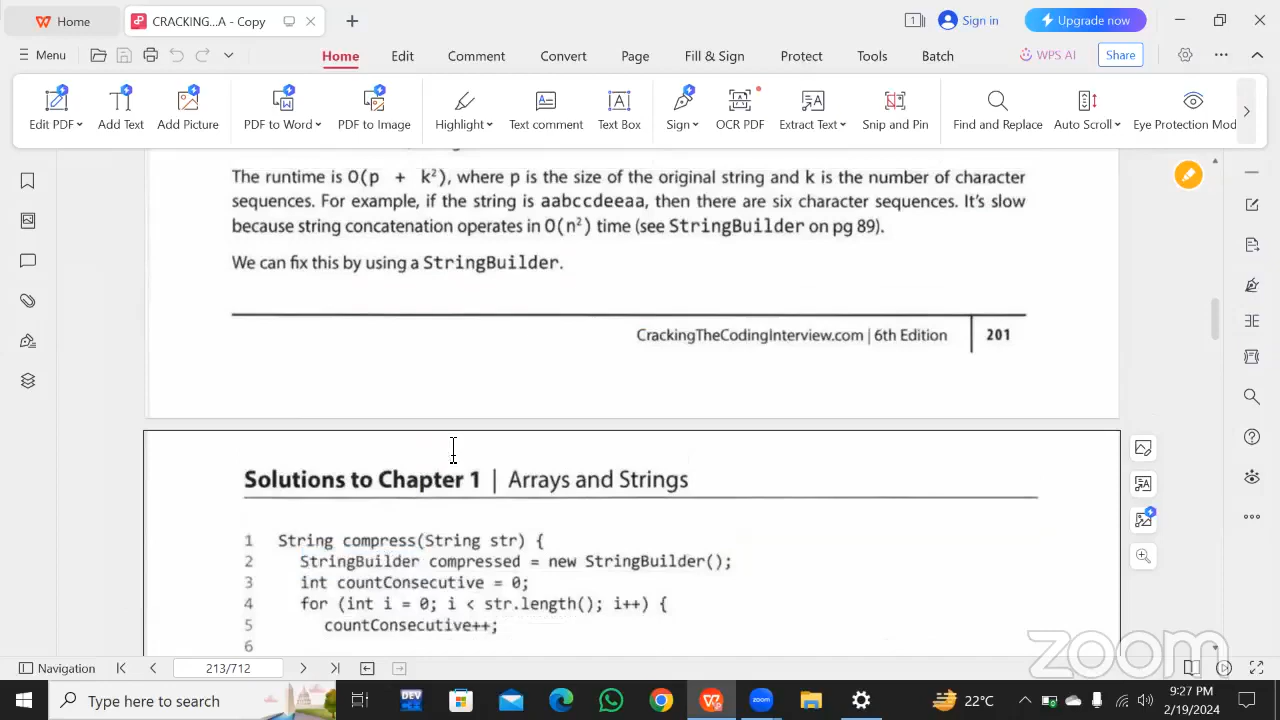 Home
CRACKING...A - Copy
Sign in
Upgrade now
Menu
Home
Edit
Comment
Convert
Page
Fill & Sign
Protect
Tools
Batch
WPS AI
Share
Edit PDF
Add Text
Add Picture
PDF to Word
PDF to Image
Highlight
Text comment
Text Box
Sign
OCR PDF
Extract Text
Snip and Pin
Find and Replace
Auto Scroll
Eye Protection Mod
The runtime is O(p + k²), where p is the size of the original string and k is the number of character
sequences. For example, if the string is aabccdeeaa, then there are six character sequences. It's slow
because string concatenation operates in O(n²) time (see StringBuilder on pg 89).
We can fix this by using a StringBuilder.
CrackingTheCodingInterview.com | 6th Edition 201
Solutions to Chapter 1 | Arrays and Strings
1 String compress(String str) {
2 StringBuilder compressed = new StringBuilder();
3 int countConsecutive = 0;
4 for (int i = 0; i < str.length(); i++) {
5 countConsecutive++;
6
zoom
Navigation
213/712
Type here to search
DEV
zoom
22°C
9:27 PM
2/19/2024